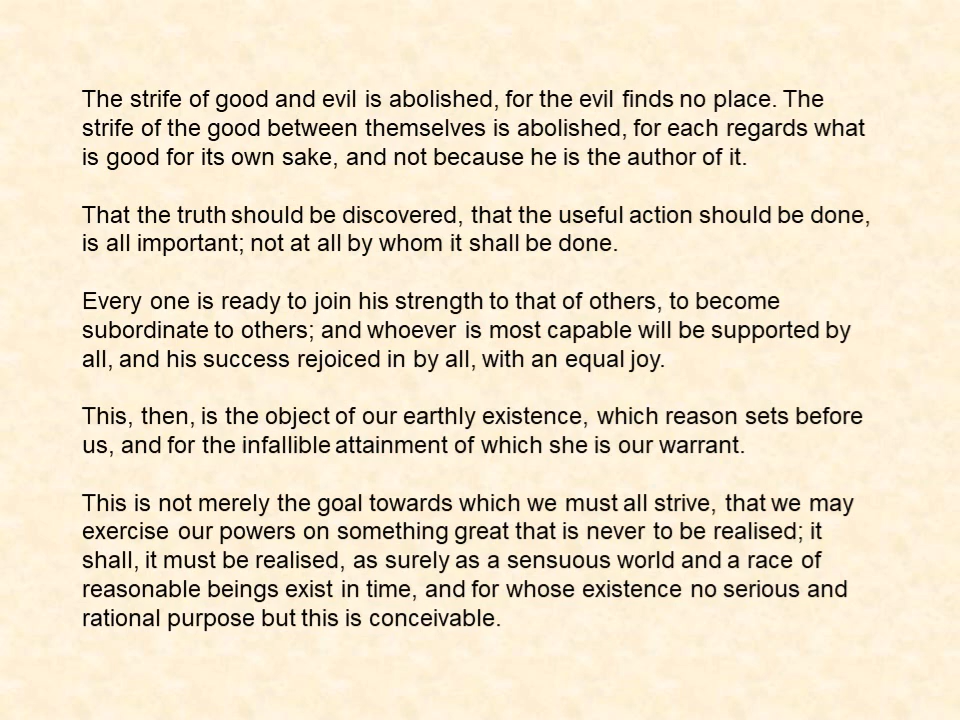 The strife of good and evil is abolished, for the evil finds no place. The
strife of the good between themselves is abolished, for each regards what
is good for its own sake, and not because he is the author of it.
That the truth should be discovered, that the useful action should be done,
is all important; not at all by whom it shall be done.
Every one is ready to join his strength to that of others, to become
subordinate to others; and whoever is most capable will be supported by
all, and his success rejoiced in by all, with an equal joy.
This, then, is the object of our earthly existence, which reason sets before
us, and for the infallible attainment of which she is our warrant.
This is not merely the goal towards which we must all strive, that we may
exercise our powers on something great that is never to be realised; it
shall, it must be realised, as surely as a sensuous world and a race of
reasonable beings exist in time, and for whose existence no serious and
rational purpose but this is conceivable.